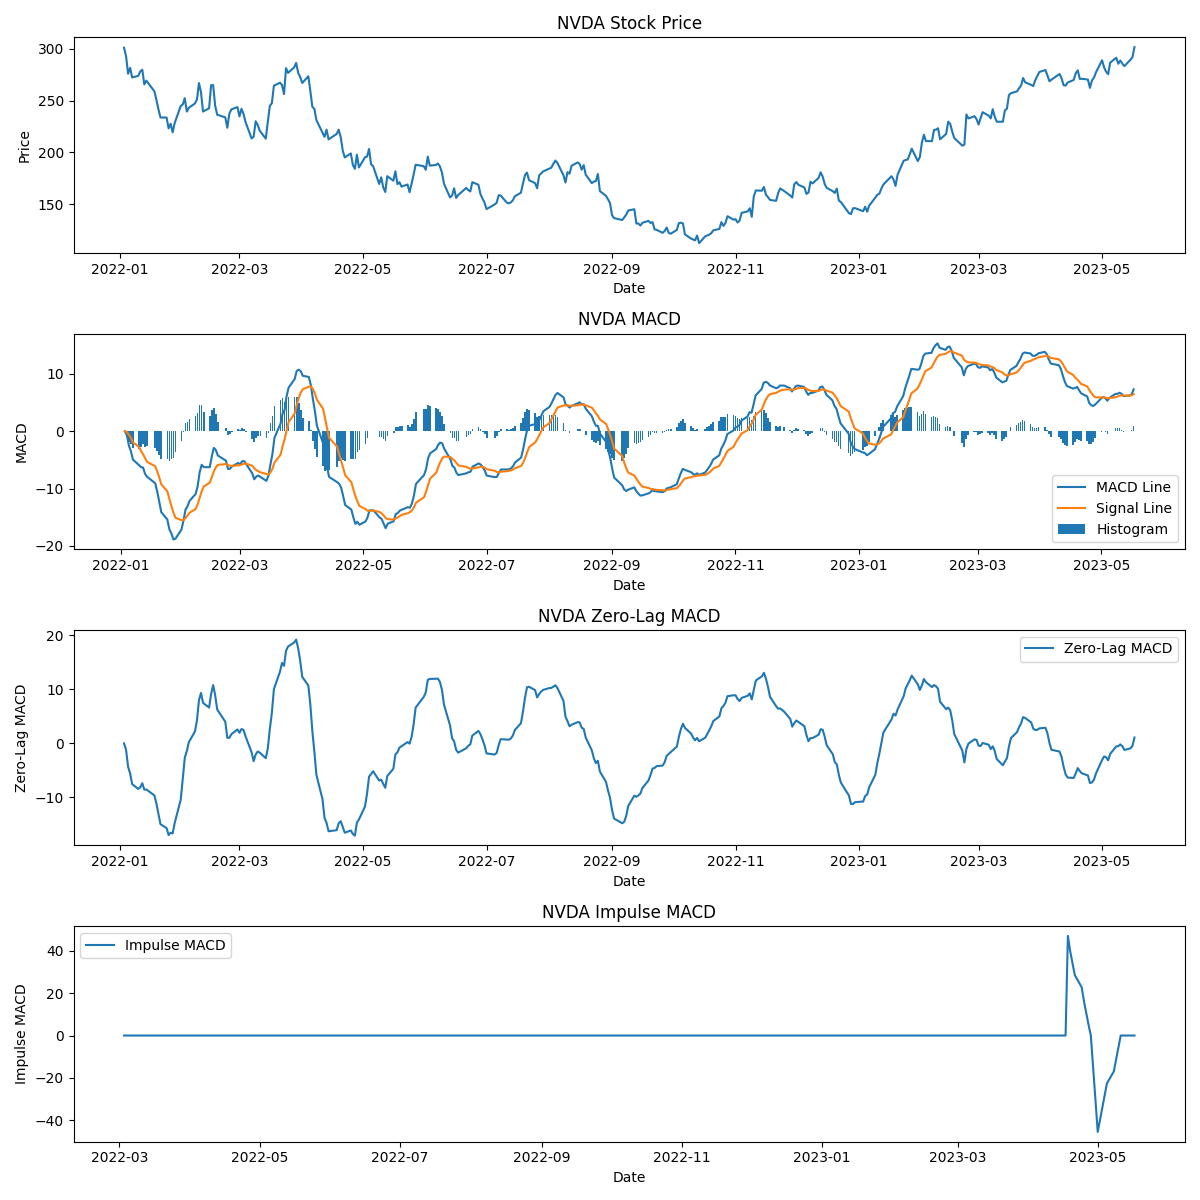 NVDA Stock Price
300
250
200
150
Price
2022-01 2022-03 2022-05 2022-07 2022-09 2022-11 2023-01 2023-03 2023-05
Date
NVDA MACD
10
0
−10
−20
MACD
MACD Line
Signal Line
Histogram
2022-01 2022-03 2022-05 2022-07 2022-09 2022-11 2023-01 2023-03 2023-05
Date
NVDA Zero-Lag MACD
20
10
0
−10
Zero-Lag MACD
Zero-Lag MACD
2022-01 2022-03 2022-05 2022-07 2022-09 2022-11 2023-01 2023-03 2023-05
Date
NVDA Impulse MACD
40
20
0
−20
−40
Impulse MACD
Impulse MACD
2022-03 2022-05 2022-07 2022-09 2022-11 2023-01 2023-03 2023-05
Date